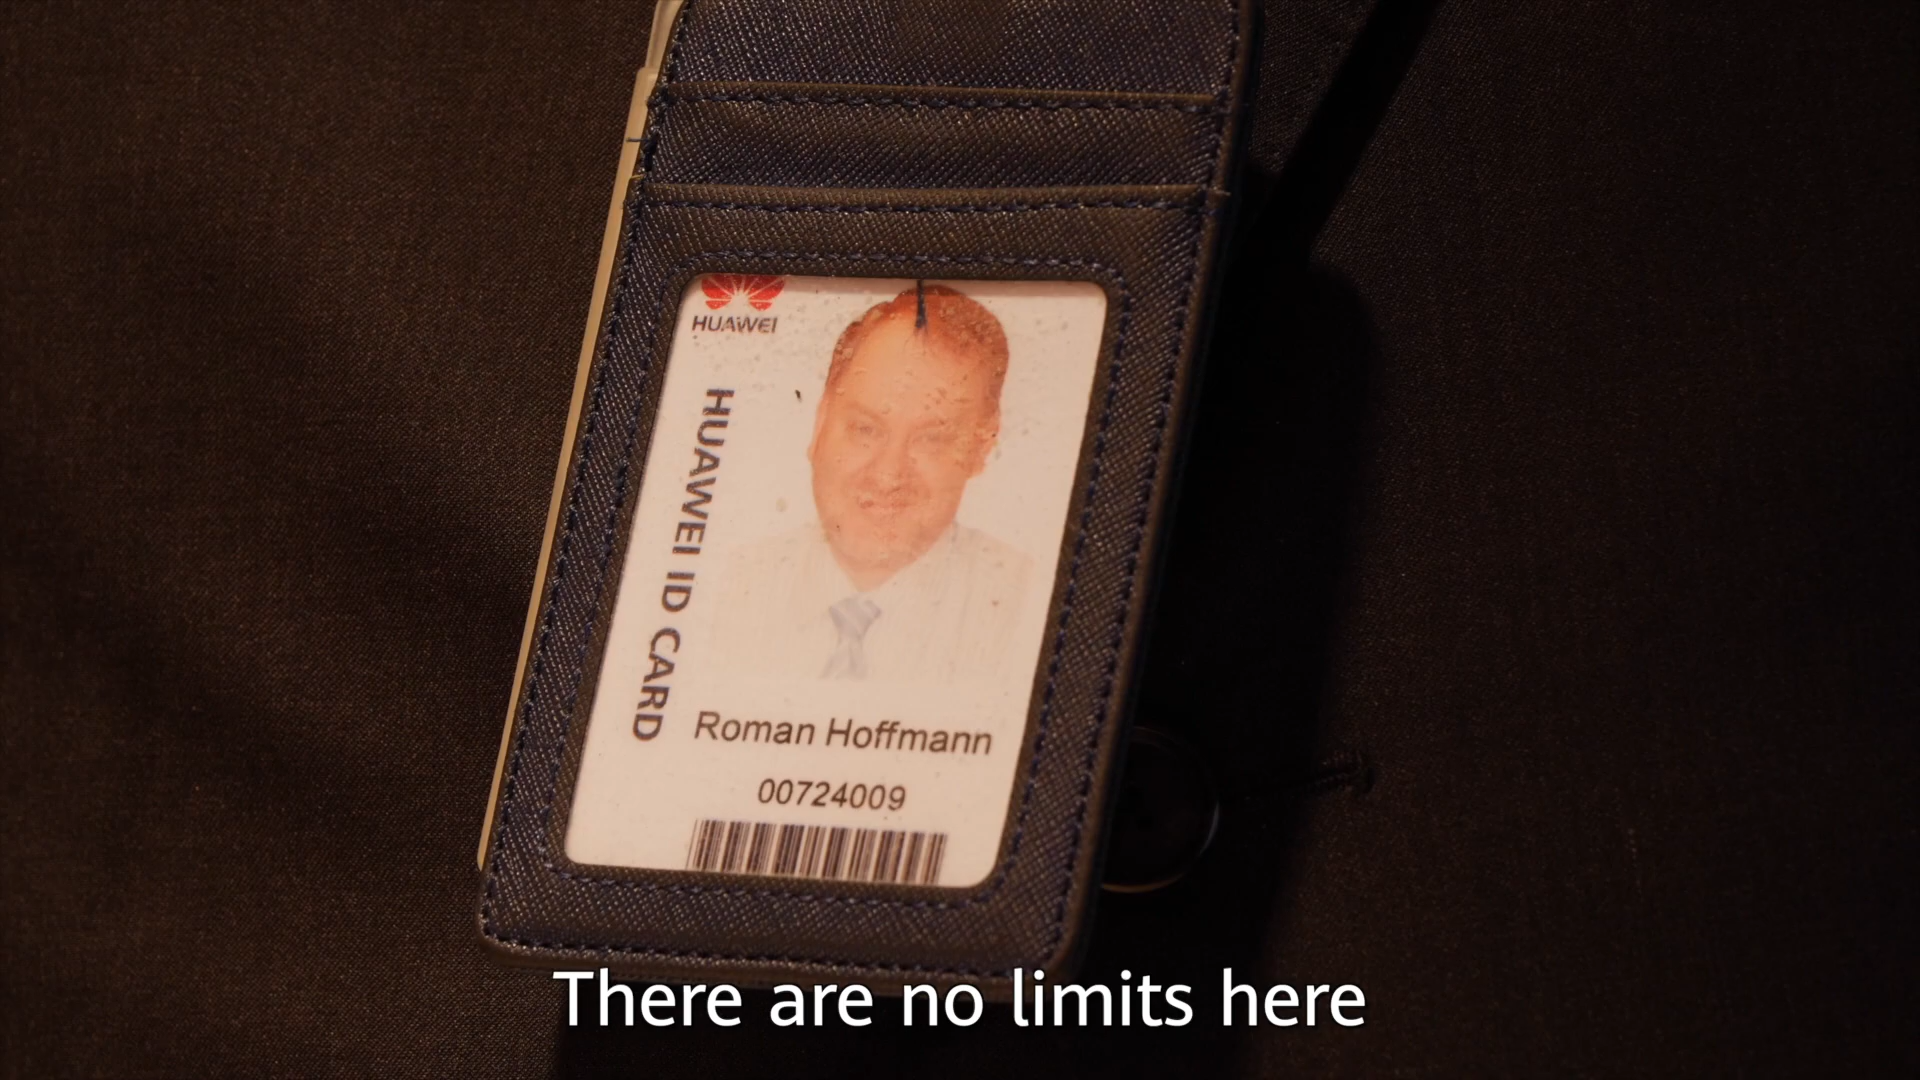 HUAWEI
HUAWEI ID CARD
Roman Hoffmann
00724009
There are no limits here